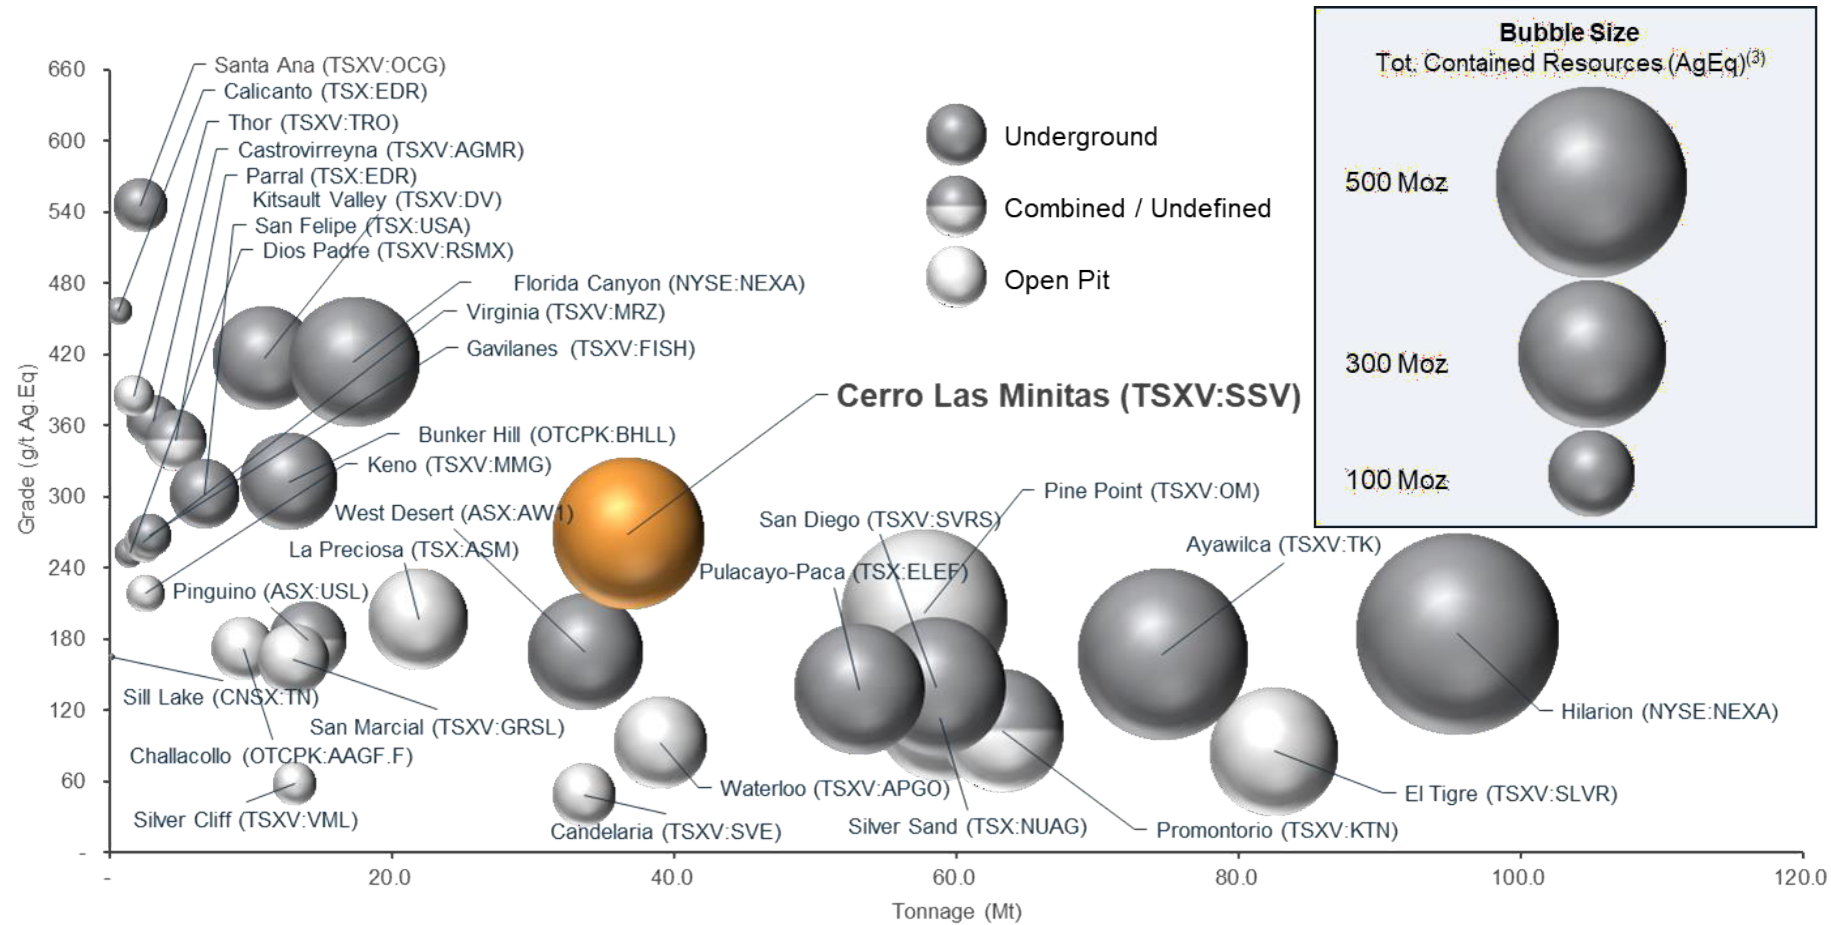 Bubble Size
Tot. Contained Resources (AgEq)(3)
500 Moz
300 Moz
100 Moz
Underground
Combined / Undefined
Open Pit
Grade (g/t Ag.Eq)
660
600
540
480
420
360
300
240
180
120
60
-
Santa Ana (TSXV:OCG)
Calicanto (TSX:EDR)
Thor (TSXV:TRO)
Castrovirreyna (TSXV:AGMR)
Parral (TSX:EDR)
Kitsault Valley (TSXV:DV)
San Felipe (TSX:USA)
Dios Padre (TSXV:RSMX)
Florida Canyon (NYSE:NEXA)
Virginia (TSXV:MRZ)
Gavilanes (TSXV:FISH)
Cerro Las Minitas (TSXV:SSV)
Bunker Hill (OTCPK:BHLL)
Keno (TSXV:MMG)
Pine Point (TSXV:OM)
West Desert (ASX:AW1)
San Diego (TSXV:SVRS)
La Preciosa (TSX:ASM)
Ayawilca (TSXV:TK)
Pulacayo-Paca (TSX:ELEF)
Pinguino (ASX:USL)
Sill Lake (CNSX:TN)
Hilarion (NYSE:NEXA)
San Marcial (TSXV:GRSL)
Challacollo (OTCPK:AAGF.F)
Waterloo (TSXV:APGO)
El Tigre (TSXV:SLVR)
Silver Cliff (TSXV:VML)
Candelaria (TSXV:SVE)
Silver Sand (TSX:NUAG)
Promontorio (TSXV:KTN)
-
20.0
40.0
60.0
80.0
100.0
120.0
Tonnage (Mt)